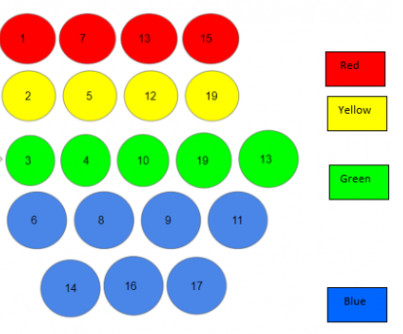 1 7 13 15
Red
2 5 12 19
Yellow
3 4 10 19 13
Green
6 8 9 11
14 16 17
Blue